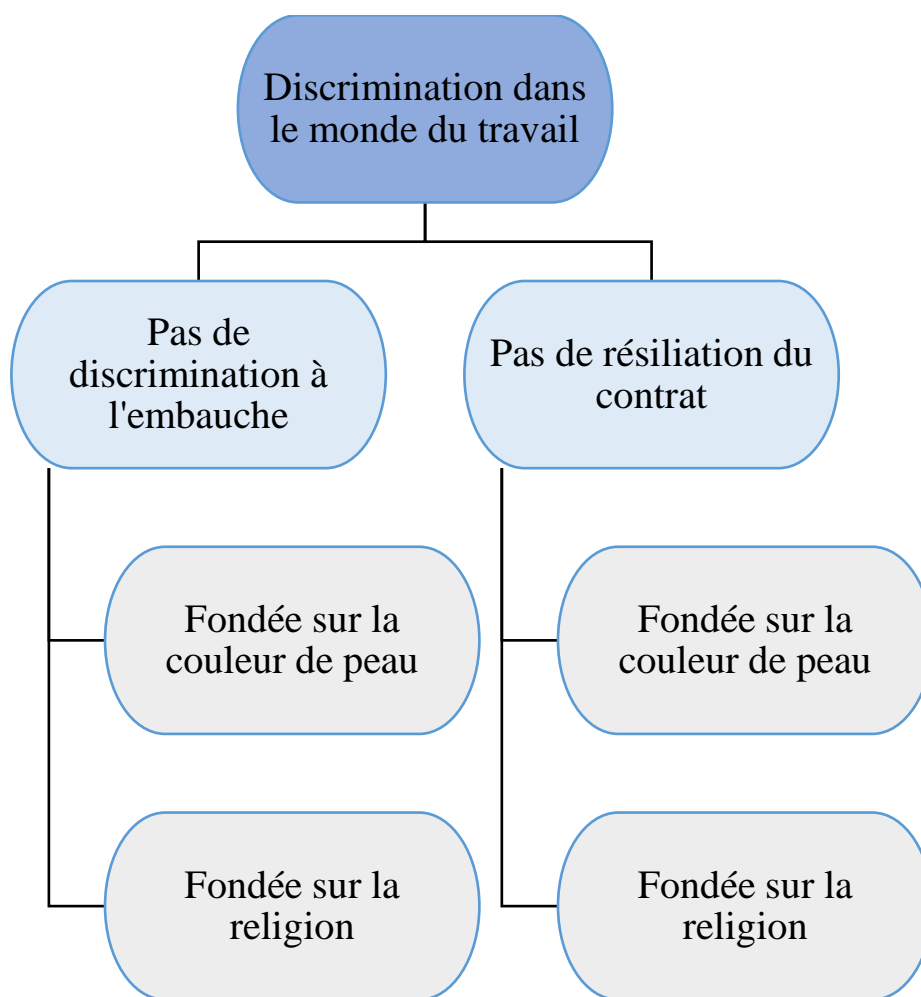 Discrimination dans
le monde du travail
Pas de
discrimination à
l'embauche
Fondée sur la
couleur de peau
Fondée sur la
religion
Pas de résiliation du
contrat
Fondée sur la
couleur de peau
Fondée sur la
religion